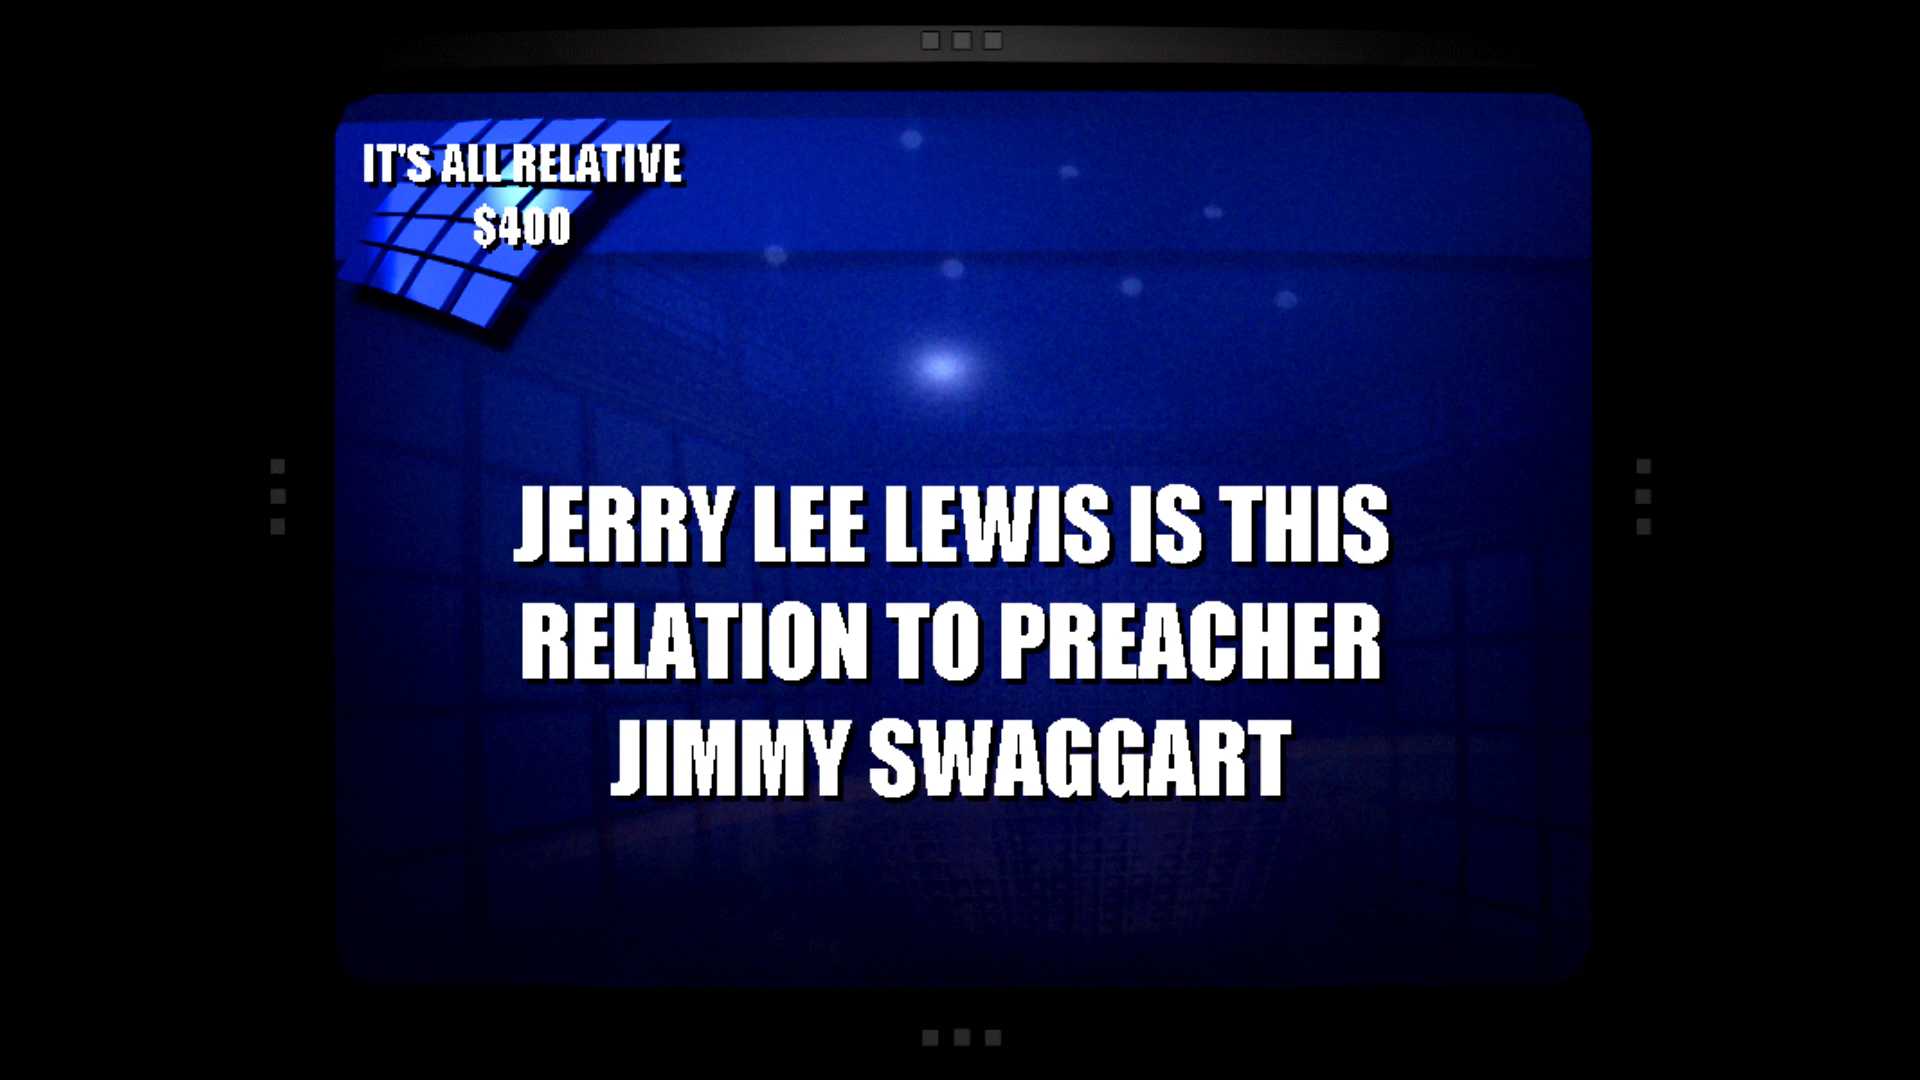 IT'S ALL RELATIVE
$400
JERRY LEE LEWIS IS THIS
RELATION TO PREACHER
JIMMY SWAGGART